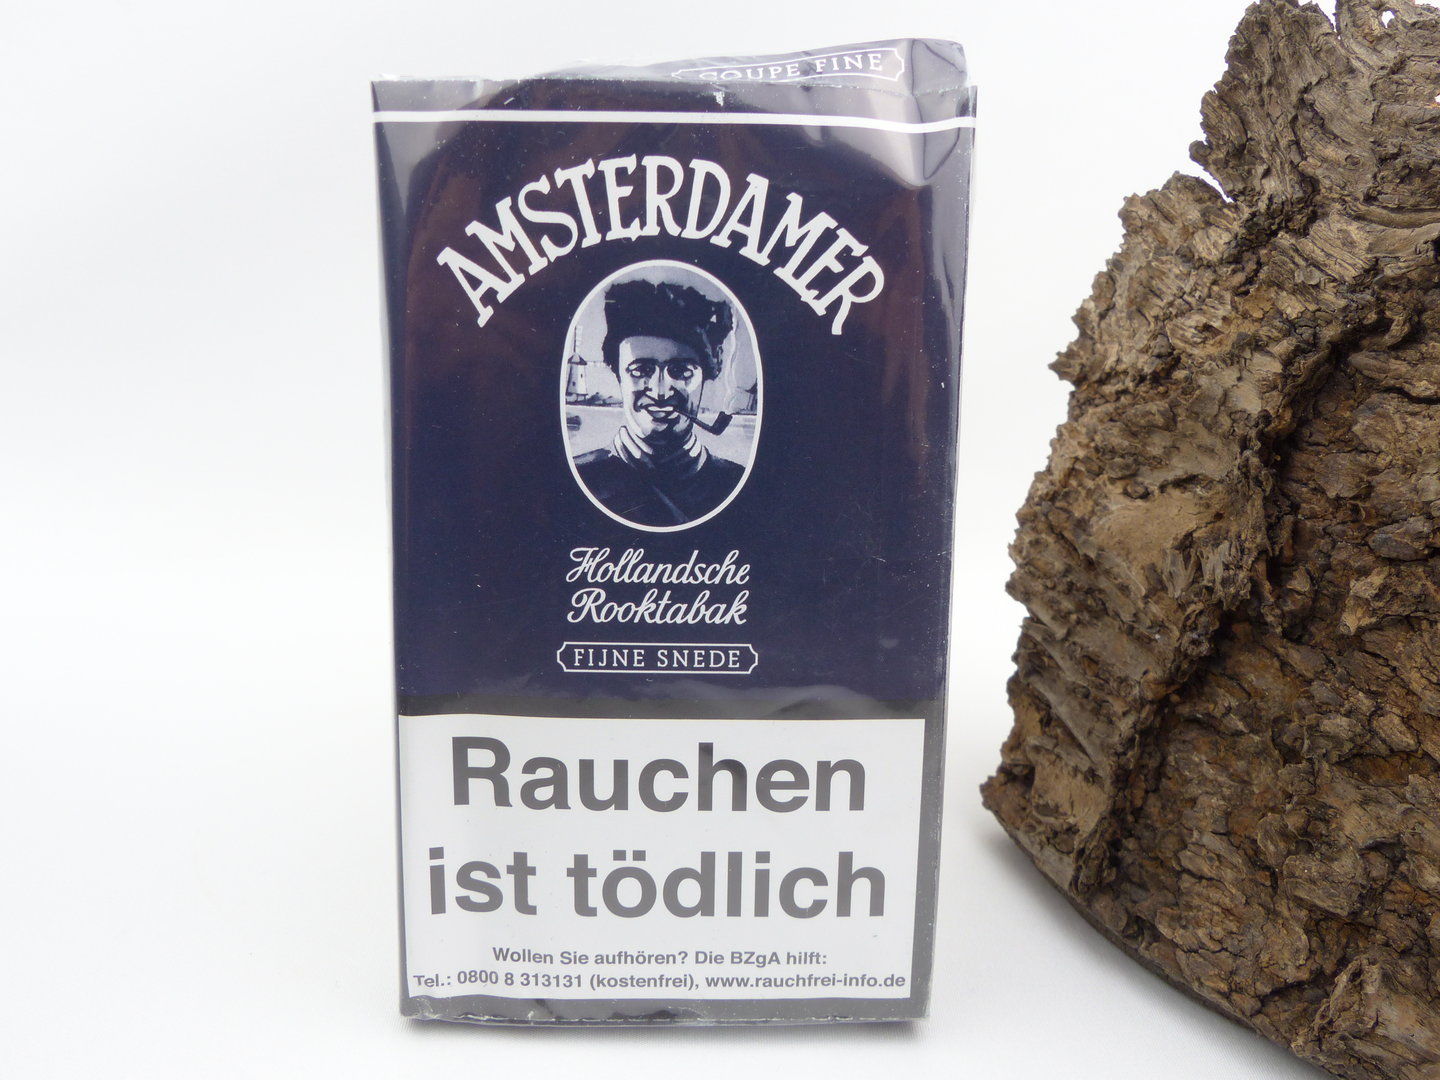 COUPE FINE
AMSTERDAMER
Hollandsche
Rooktabak
FIJNE SNEDE
Rauchen
ist tödlich
Wollen Sie aufhören? Die BZgA hilft:
Tel.: 0800 8 313131 (kostenfrei), www.rauchfrei-info.de